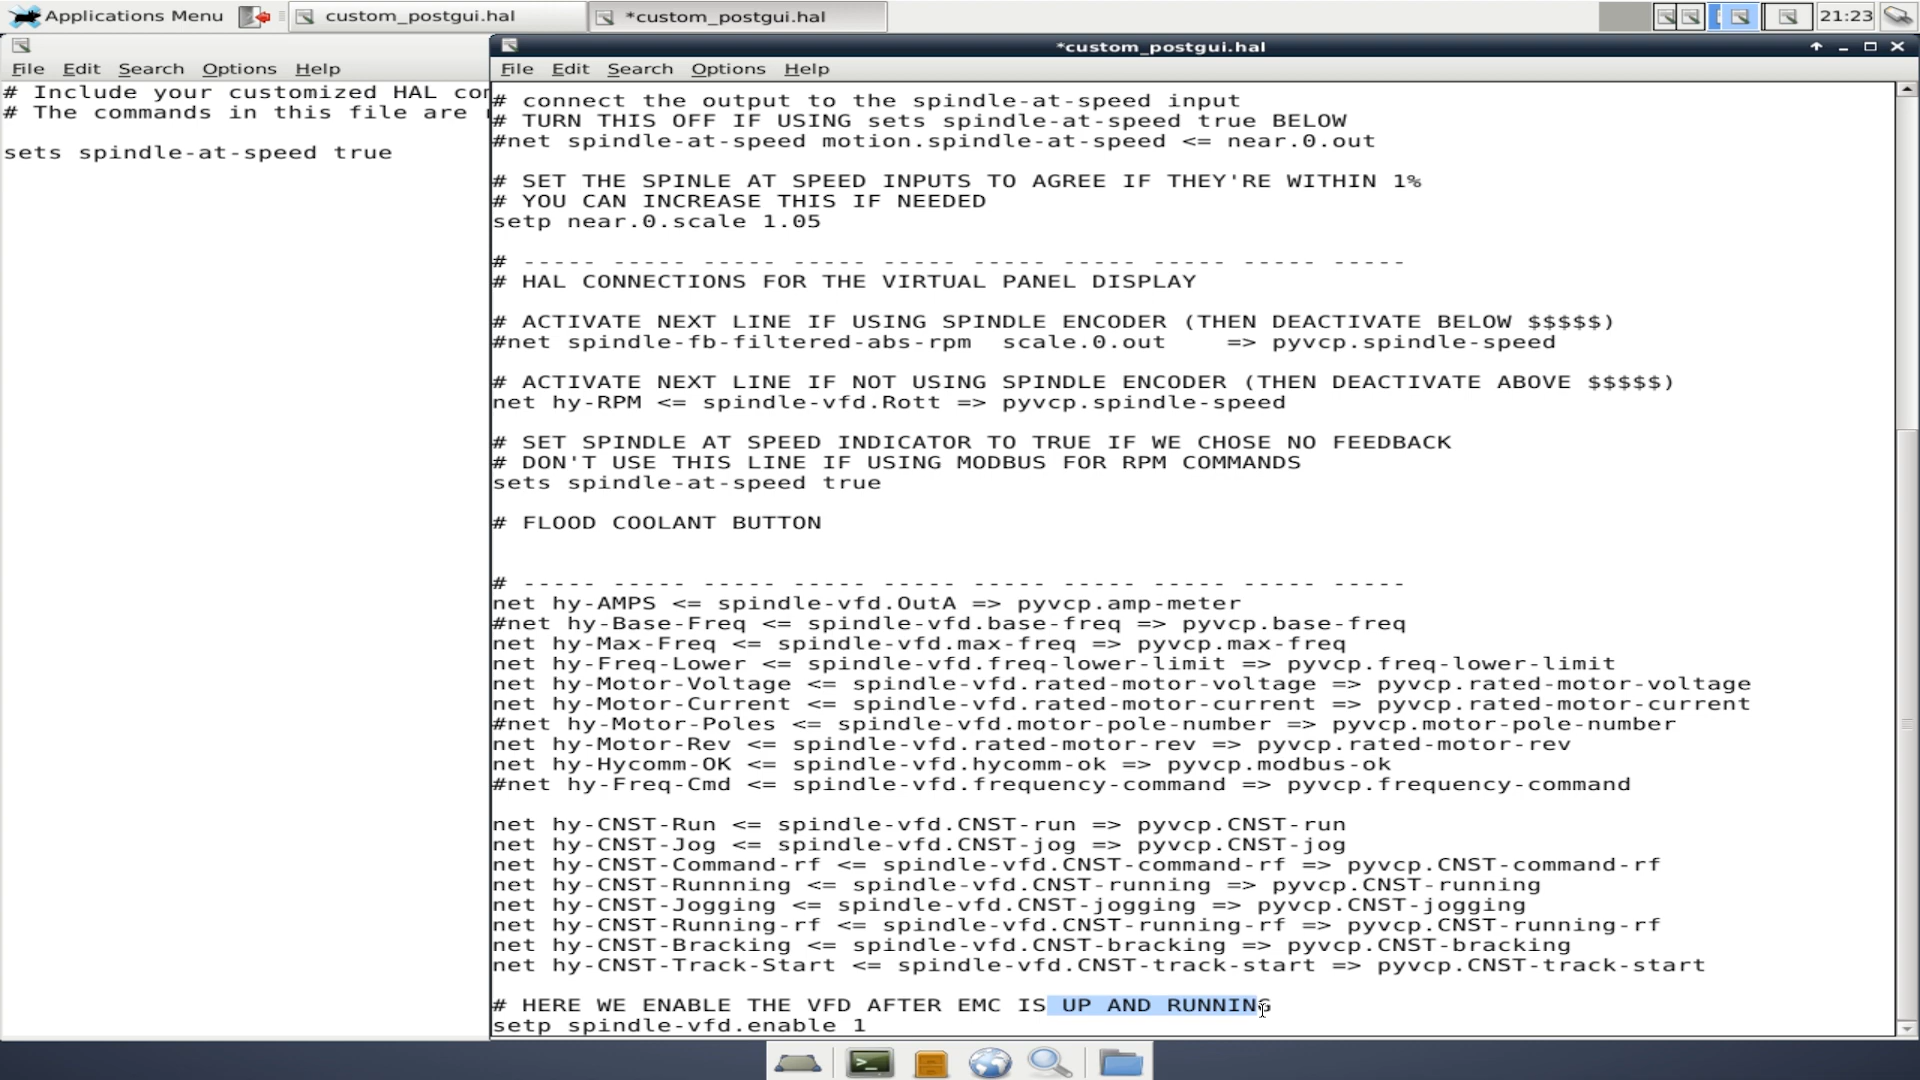 Applications Menu
custom_postgui.hal
*custom_postgui.hal
21:23
*custom_postgui.hal
File Edit Search Options Help
# Include your customized HAL co
# The commands in this file are
sets spindle-at-speed true
File Edit Search Options Help
# connect the output to the spindle-at-speed input
# TURN THIS OFF IF USING sets spindle-at-speed true BELOW
#net spindle-at-speed motion.spindle-at-speed <= near.0.out
# SET THE SPINLE AT SPEED INPUTS TO AGREE IF THEY'RE WITHIN 1%
# YOU CAN INCREASE THIS IF NEEDED
setp near.0.scale 1.05
# ----- ----- ----- ----- ----- ----- ----- ----- ----- -----
# HAL CONNECTIONS FOR THE VIRTUAL PANEL DISPLAY
# ACTIVATE NEXT LINE IF USING SPINDLE ENCODER (THEN DEACTIVATE BELOW $$$$$)
#net spindle-fb-filtered-abs-rpm  scale.0.out    => pyvcp.spindle-speed
# ACTIVATE NEXT LINE IF NOT USING SPINDLE ENCODER (THEN DEACTIVATE ABOVE $$$$$)
net hy-RPM <= spindle-vfd.Rott => pyvcp.spindle-speed
# SET SPINDLE AT SPEED INDICATOR TO TRUE IF WE CHOSE NO FEEDBACK
# DON'T USE THIS LINE IF USING MODBUS FOR RPM COMMANDS
sets spindle-at-speed true
# FLOOD COOLANT BUTTON
# ----- ----- ----- ----- ----- ----- ----- ----- ----- -----
net hy-AMPS <= spindle-vfd.OutA => pyvcp.amp-meter
#net hy-Base-Freq <= spindle-vfd.base-freq => pyvcp.base-freq
net hy-Max-Freq <= spindle-vfd.max-freq => pyvcp.max-freq
net hy-Freq-Lower <= spindle-vfd.freq-lower-limit => pyvcp.freq-lower-limit
net hy-Motor-Voltage <= spindle-vfd.rated-motor-voltage => pyvcp.rated-motor-voltage
net hy-Motor-Current <= spindle-vfd.rated-motor-current => pyvcp.rated-motor-current
#net hy-Motor-Poles <= spindle-vfd.motor-pole-number => pyvcp.motor-pole-number
net hy-Motor-Rev <= spindle-vfd.rated-motor-rev => pyvcp.rated-motor-rev
net hy-Hycomm-OK <= spindle-vfd.hycomm-ok => pyvcp.modbus-ok
#net hy-Freq-Cmd <= spindle-vfd.frequency-command => pyvcp.frequency-command
net hy-CNST-Run <= spindle-vfd.CNST-run => pyvcp.CNST-run
net hy-CNST-Jog <= spindle-vfd.CNST-jog => pyvcp.CNST-jog
net hy-CNST-Command-rf <= spindle-vfd.CNST-command-rf => pyvcp.CNST-command-rf
net hy-CNST-Runnning <= spindle-vfd.CNST-running => pyvcp.CNST-running
net hy-CNST-Jogging <= spindle-vfd.CNST-jogging => pyvcp.CNST-jogging
net hy-CNST-Running-rf <= spindle-vfd.CNST-running-rf => pyvcp.CNST-running-rf
net hy-CNST-Bracking <= spindle-vfd.CNST-bracking => pyvcp.CNST-bracking
net hy-CNST-Track-Start <= spindle-vfd.CNST-track-start => pyvcp.CNST-track-start
# HERE WE ENABLE THE VFD AFTER EMC IS UP AND RUNNING
setp spindle-vfd.enable 1